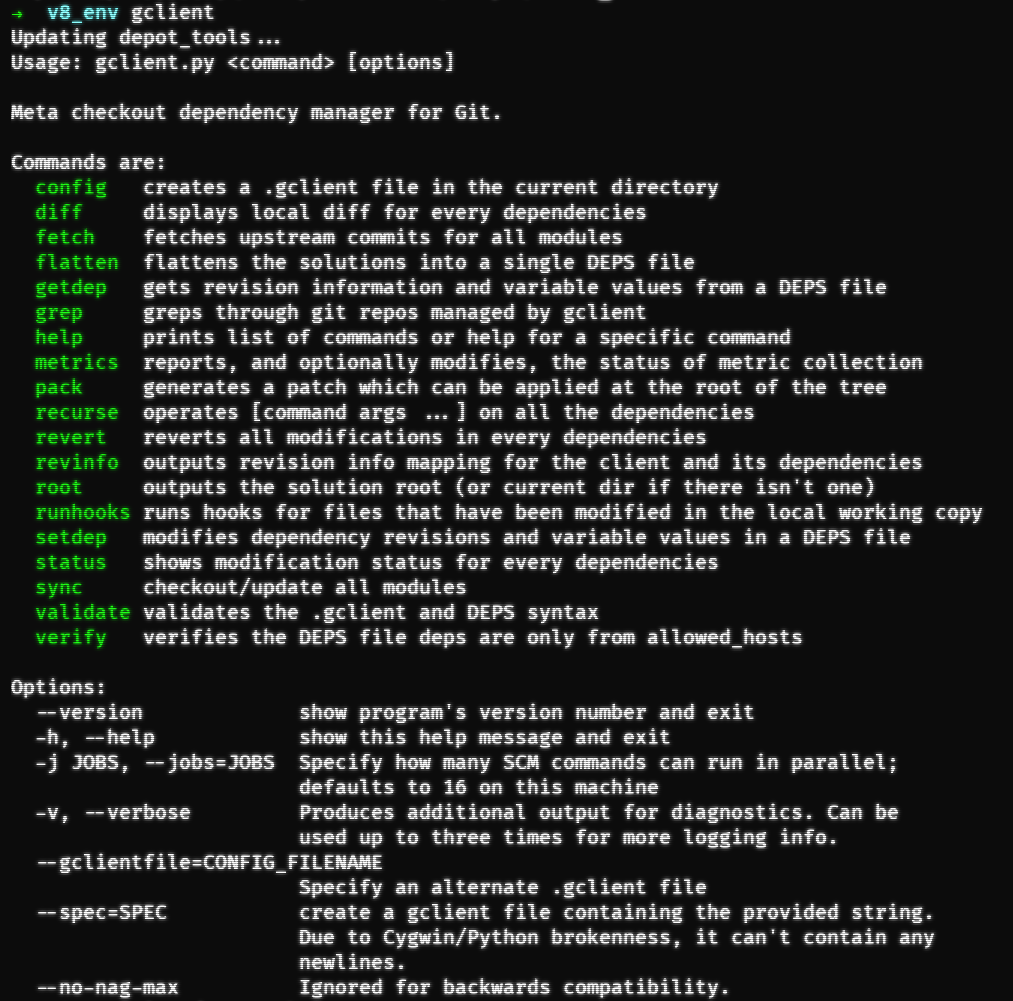 → v8_env gclient
Updating depot_tools...
Usage: gclient.py <command> [options]

Meta checkout dependency manager for Git.

Commands are:
  config   creates a .gclient file in the current directory
  diff     displays local diff for every dependencies
  fetch    fetches upstream commits for all modules
  flatten  flattens the solutions into a single DEPS file
  getdep   gets revision information and variable values from a DEPS file
  grep     greps through git repos managed by gclient
  help     prints list of commands or help for a specific command
  metrics  reports, and optionally modifies, the status of metric collection
  pack     generates a patch which can be applied at the root of the tree
  recurse  operates [command args ...] on all the dependencies
  revert   reverts all modifications in every dependencies
  revinfo  outputs revision info mapping for the client and its dependencies
  root     outputs the solution root (or current dir if there isn't one)
  runhooks runs hooks for files that have been modified in the local working copy
  setdep   modifies dependency revisions and variable values in a DEPS file
  status   shows modification status for every dependencies
  sync     checkout/update all modules
  validate validates the .gclient and DEPS syntax
  verify   verifies the DEPS file deps are only from allowed_hosts

Options:
  --version             show program's version number and exit
  -h, --help            show this help message and exit
  -j JOBS, --jobs=JOBS  Specify how many SCM commands can run in parallel;
                        defaults to 16 on this machine
  -v, --verbose         Produces additional output for diagnostics. Can be
                        used up to three times for more logging info.
  --gclientfile=CONFIG_FILENAME
                        Specify an alternate .gclient file
  --spec=SPEC           create a gclient file containing the provided string.
                        Due to Cygwin/Python brokenness, it can't contain any
                        newlines.
  --no-nag-max          Ignored for backwards compatibility.